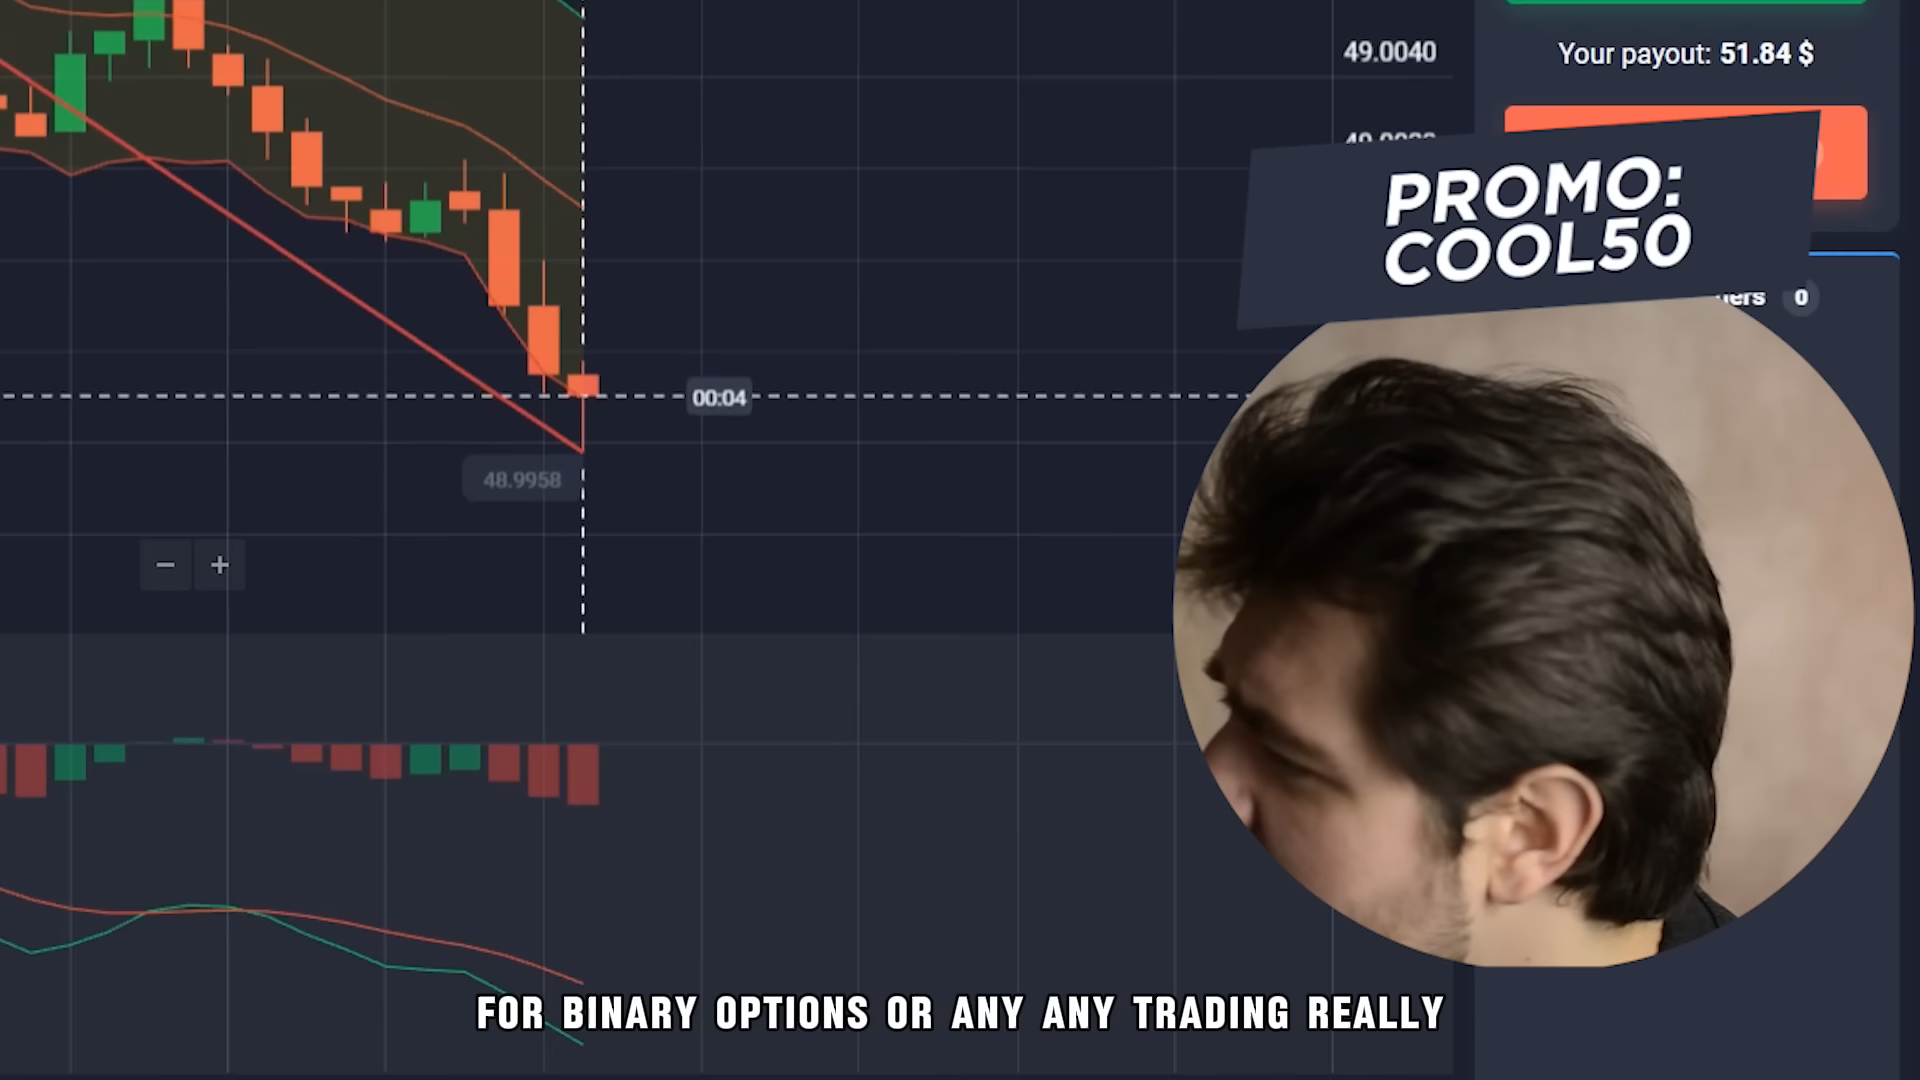 49.0040
Your payout: 51.84 $
PROMO:
COOL50
0
00:04
48.9958
− +
FOR BINARY OPTIONS OR ANY ANY TRADING REALLY